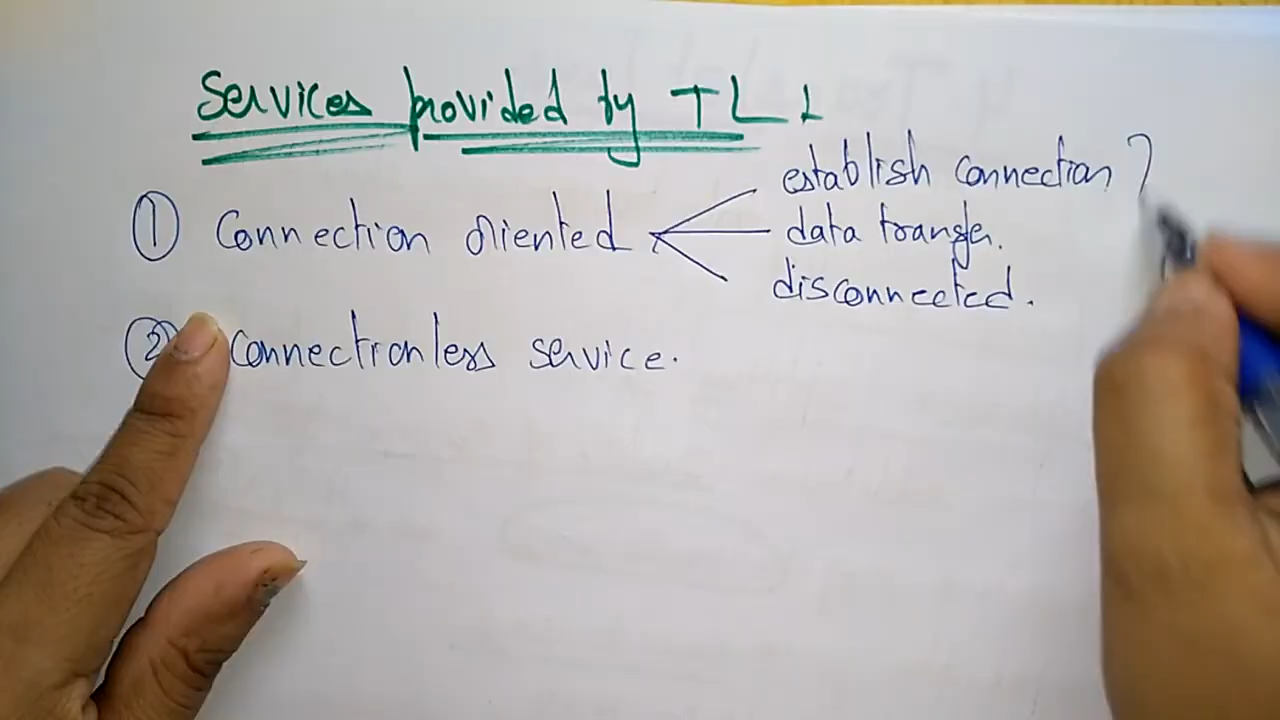 Services provided by TL :
① Connection oriented
establish connection
data transfer.
disconnected.
② Connectionless service.